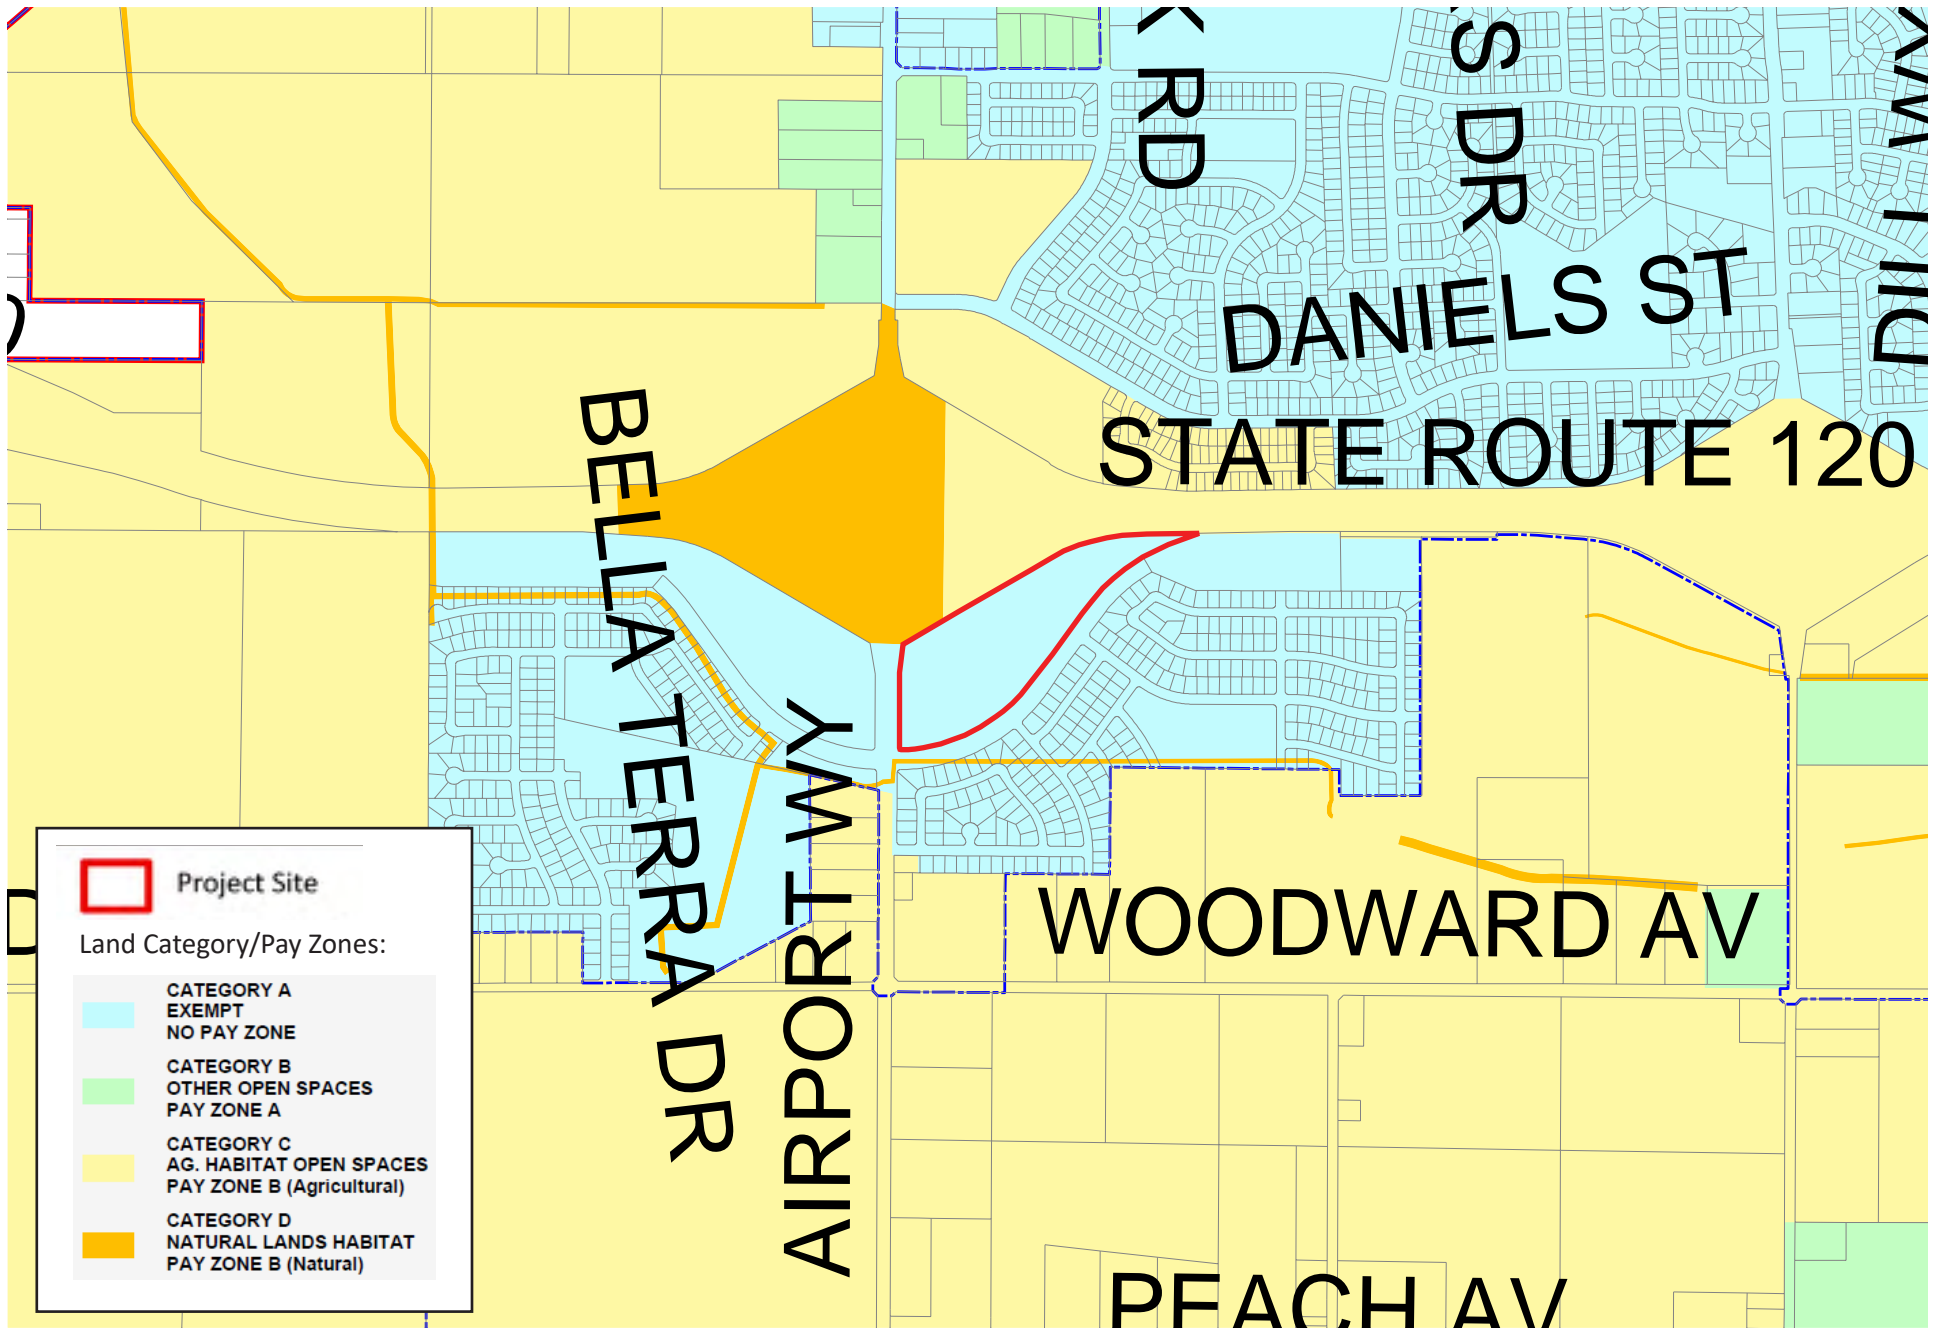 K RD
S DR
DANIELS ST
STATE ROUTE 120
BELLA TERRA DR
AIRPORT WY
WOODWARD AV
PEACH AV
D
Project Site
Land Category/Pay Zones:
CATEGORY A
EXEMPT
NO PAY ZONE
CATEGORY B
OTHER OPEN SPACES
PAY ZONE A
CATEGORY C
AG. HABITAT OPEN SPACES
PAY ZONE B (Agricultural)
CATEGORY D
NATURAL LANDS HABITAT
PAY ZONE B (Natural)